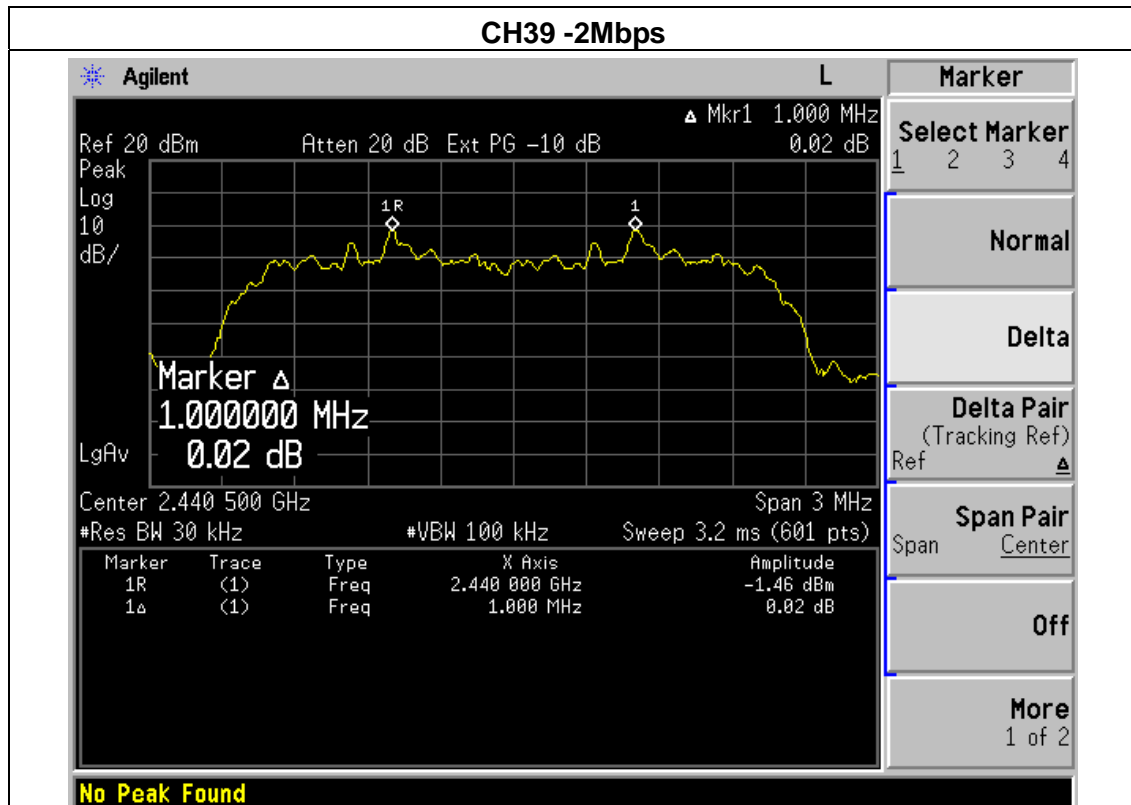 CH39 -2Mbps
Agilent L Marker
Δ Mkr1 1.000 MHz
Ref 20 dBm Atten 20 dB Ext PG -10 dB 0.02 dB
Peak
Log
10
dB/
1R 1
Marker Δ
1.000000 MHz
0.02 dB
LgAv
Center 2.440 500 GHz Span 3 MHz
#Res BW 30 kHz #VBW 100 kHz Sweep 3.2 ms (601 pts)
Marker Trace Type X Axis Amplitude
1R (1) Freq 2.440 000 GHz -1.46 dBm
1Δ (1) Freq 1.000 MHz 0.02 dB
No Peak Found
Select Marker
1 2 3 4
Normal
Delta
Delta Pair
(Tracking Ref)
Ref Δ
Span Pair
Span Center
Off
More
1 of 2